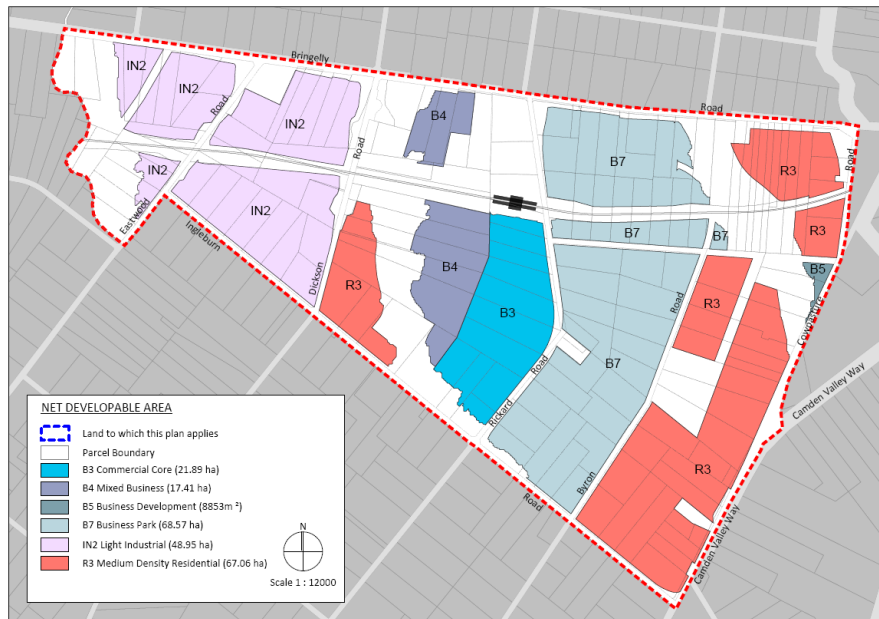 Bringelly
Road
IN2
IN2
Road
IN2
Road
B4
B7
R3
Road
IN2
Eastwood
Ingleburn
IN2
Dickson
R3
B4
B3
B7
B7
R3
B5
Cowpasture
Road
R3
Camden Valley Way
Road
Rickard
B7
Byron
R3
Road
Camden Valley Way
NET DEVELOPABLE AREA
Land to which this plan applies
Parcel Boundary
B3 Commercial Core (21.89 ha)
B4 Mixed Business (17.41 ha)
B5 Business Development (8853m ²)
B7 Business Park (68.57 ha)
IN2 Light Industrial (48.95 ha)
R3 Medium Density Residential (67.06 ha)
N
Scale 1 : 12000